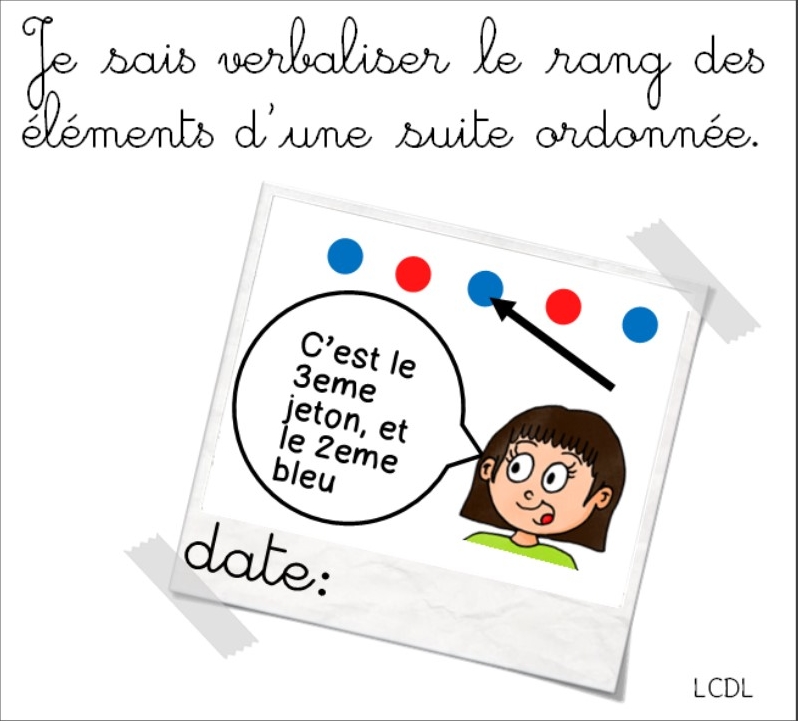 Je sais verbaliser le rang des
éléments d'une suite ordonnée.
C'est le
3eme
jeton, et
le 2eme
bleu
date:
LCDL